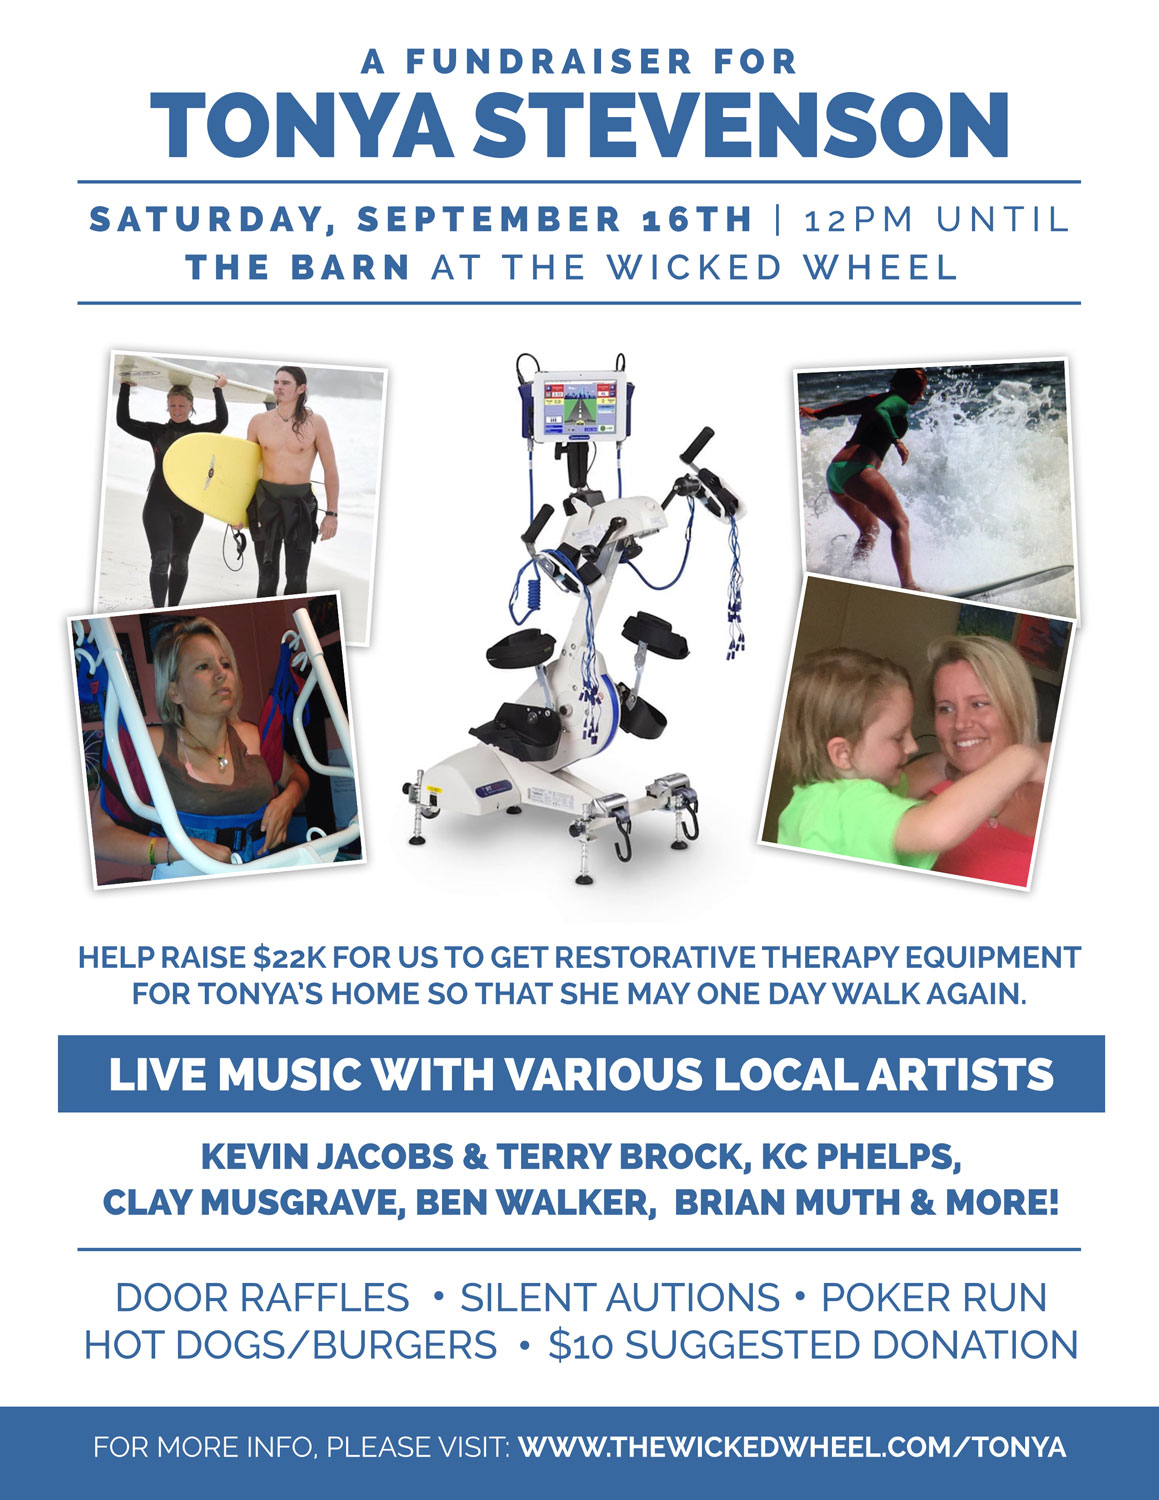 A FUNDRAISER FOR
TONYA STEVENSON
SATURDAY, SEPTEMBER 16TH | 12PM UNTIL
THE BARN AT THE WICKED WHEEL
HELP RAISE $22K FOR US TO GET RESTORATIVE THERAPY EQUIPMENT
FOR TONYA'S HOME SO THAT SHE MAY ONE DAY WALK AGAIN.
LIVE MUSIC WITH VARIOUS LOCAL ARTISTS
KEVIN JACOBS & TERRY BROCK, KC PHELPS,
CLAY MUSGRAVE, BEN WALKER, BRIAN MUTH & MORE!
DOOR RAFFLES • SILENT AUTIONS • POKER RUN
HOT DOGS/BURGERS • $10 SUGGESTED DONATION
FOR MORE INFO, PLEASE VISIT: WWW.THEWICKEDWHEEL.COM/TONYA